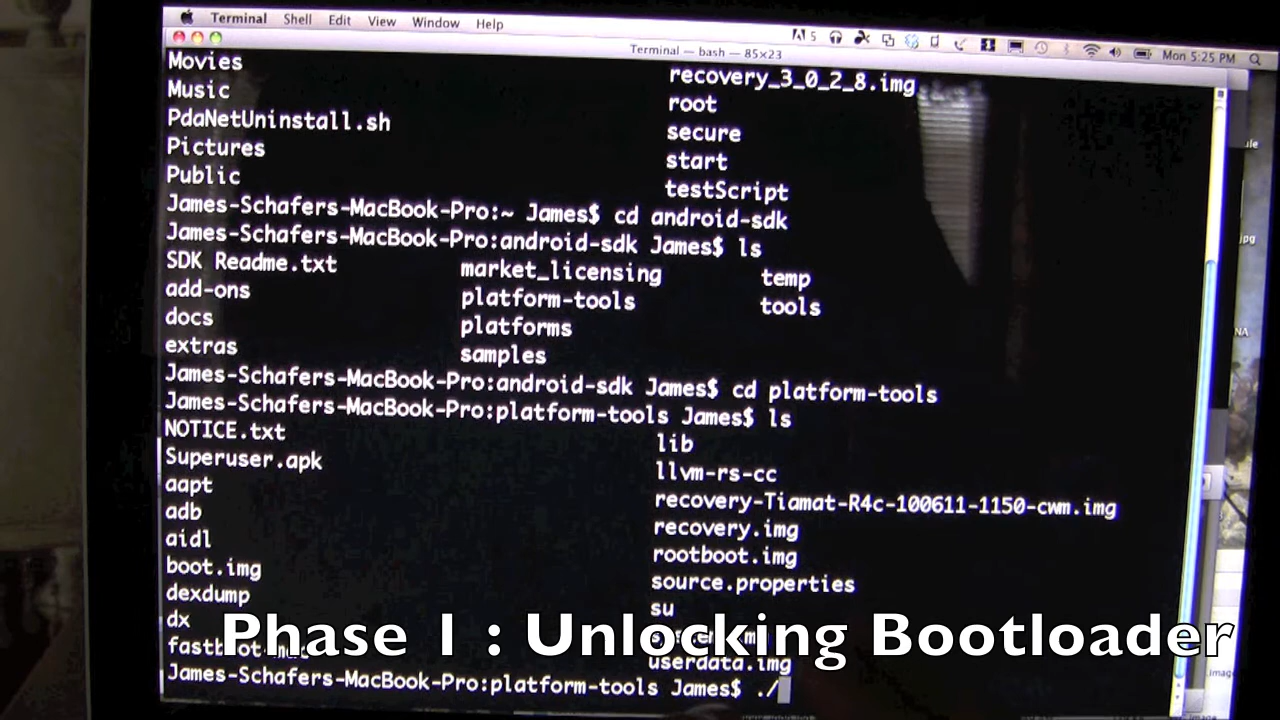 Terminal Shell Edit View Window Help
5 Mon 5:25 PM
Terminal — bash — 85x23
Movies recovery_3_0_2_8.img
Music root
PdaNetUninstall.sh secure
Pictures start
Public testScript
James-Schafers-MacBook-Pro:~ James$ cd android-sdk
James-Schafers-MacBook-Pro:android-sdk James$ ls
SDK Readme.txt market_licensing temp
add-ons platform-tools tools
docs platforms
extras samples
James-Schafers-MacBook-Pro:android-sdk James$ cd platform-tools
James-Schafers-MacBook-Pro:platform-tools James$ ls
NOTICE.txt lib
Superuser.apk llvm-rs-cc
aapt recovery-Tiamat-R4c-100611-1150-cwm.img
adb recovery.img
aidl rootboot.img
boot.img source.properties
dexdump su
dx
fastboot-mac userdata.img
James-Schafers-MacBook-Pro:platform-tools James$ ./
Phase 1 : Unlocking Bootloader